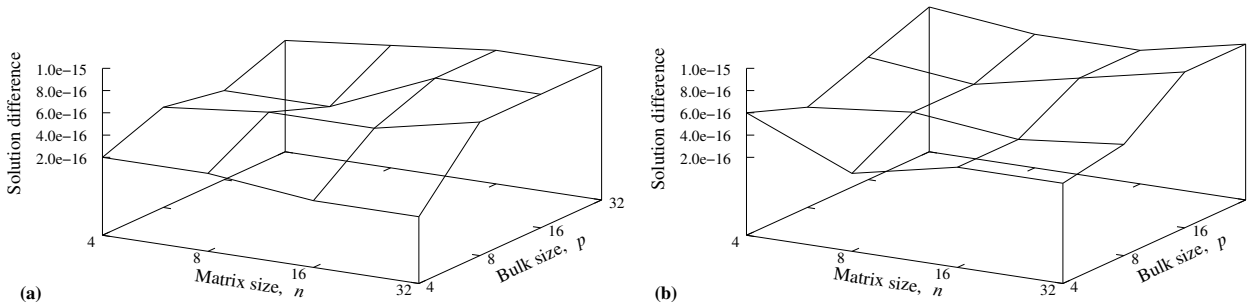 Solution difference
1.0e−15
8.0e−16
6.0e−16
4.0e−16
2.0e−16
4
8
16
32
Matrix size, n
4
8
16
32
Bulk size, p
(a)
Solution difference
1.0e−15
8.0e−16
6.0e−16
4.0e−16
2.0e−16
4
8
16
32
Matrix size, n
4
8
16
32
Bulk size, p
(b)